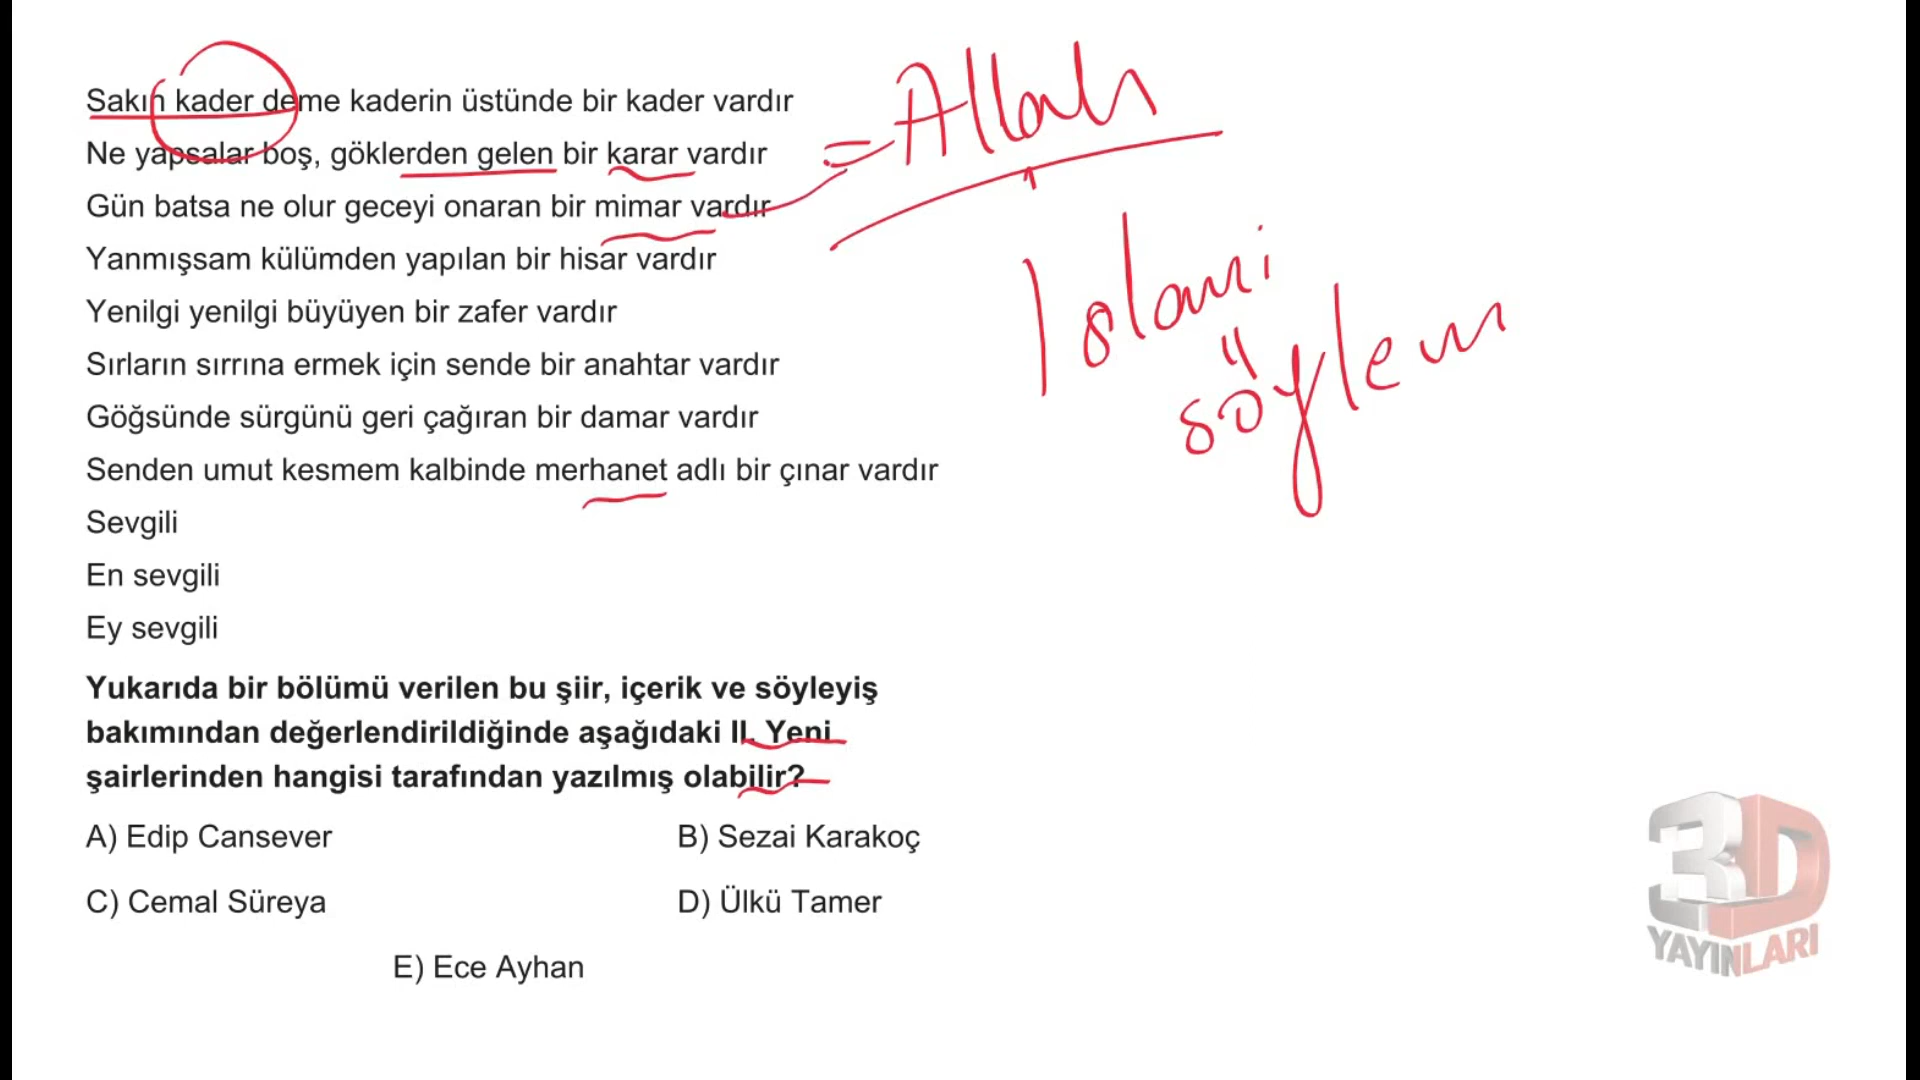 Sakın kader deme kaderin üstünde bir kader vardır
Ne yapsalar boş, göklerden gelen bir karar vardır
Gün batsa ne olur geceyi onaran bir mimar vardır
Yanmışsam külümden yapılan bir hisar vardır
Yenilgi yenilgi büyüyen bir zafer vardır
Sırların sırrına ermek için sende bir anahtar vardır
Göğsünde sürgünü geri çağıran bir damar vardır
Senden umut kesmem kalbinde merhanet adlı bir çınar vardır
Sevgili
En sevgili
Ey sevgili
= Allah
İslami
söylem
Yukarıda bir bölümü verilen bu şiir, içerik ve söyleyiş
bakımından değerlendirildiğinde aşağıdaki II. Yeni
şairlerinden hangisi tarafından yazılmış olabilir?
A) Edip Cansever
B) Sezai Karakoç
C) Cemal Süreya
D) Ülkü Tamer
E) Ece Ayhan
3D
YAYINLARI